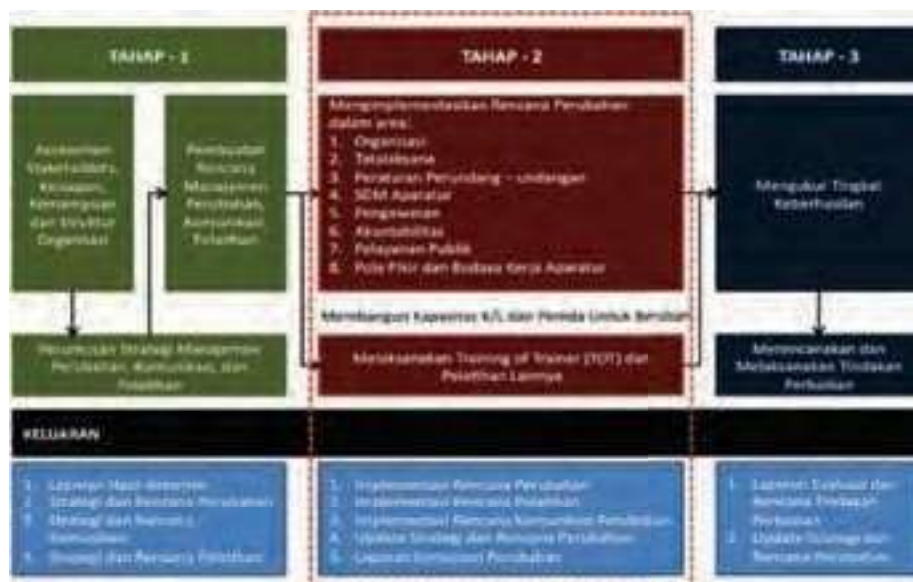 TAHAP - 1
Asesmen
Stakeholders,
Kesiapan,
Kemampuan
dan Struktur
Organisasi
Pembuatan
Rencana
Manajemen
Perubahan,
Komunikasi
Pelatihan
Perumusan Strategi Manajemen
Perubahan, Komunikasi, dan
Pelatihan
TAHAP - 2
Mengimplementasikan Rencana Perubahan
dalam area:
1. Organisasi
2. Tatalaksana
3. Peraturan Perundang – undangan
4. SDM Aparatur
5. Pengawasan
6. Akuntabilitas
7. Pelayanan Publik
8. Pola Pikir dan Budaya Kerja Aparatur
Membangun Kapasitas K/L dan Pemda Untuk Berubah
Melaksanakan Training of Trainer (TOT) dan
Pelatihan Lainnya
TAHAP - 3
Mengukur Tingkat
Keberhasilan
Merencanakan dan
Melaksanakan Tindakan
Perbaikan
KELUARAN
1. Laporan Hasil
2. Strategi dan Rencana Perubahan
3. Strategi dan Rencana
Komunikasi
4. Strategi dan Rencana Pelatihan
1. Implementasi Rencana Perubahan
2. Implementasi Rencana Pelatihan
3. Implementasi Rencana Komunikasi Perubahan
4. Update Strategi dan Rencana Perubahan
5. Laporan Perubahan
1. Laporan Evaluasi dan
Rencana Tindakan
Perbaikan
2. Update Strategi dan
Rencana Perubahan